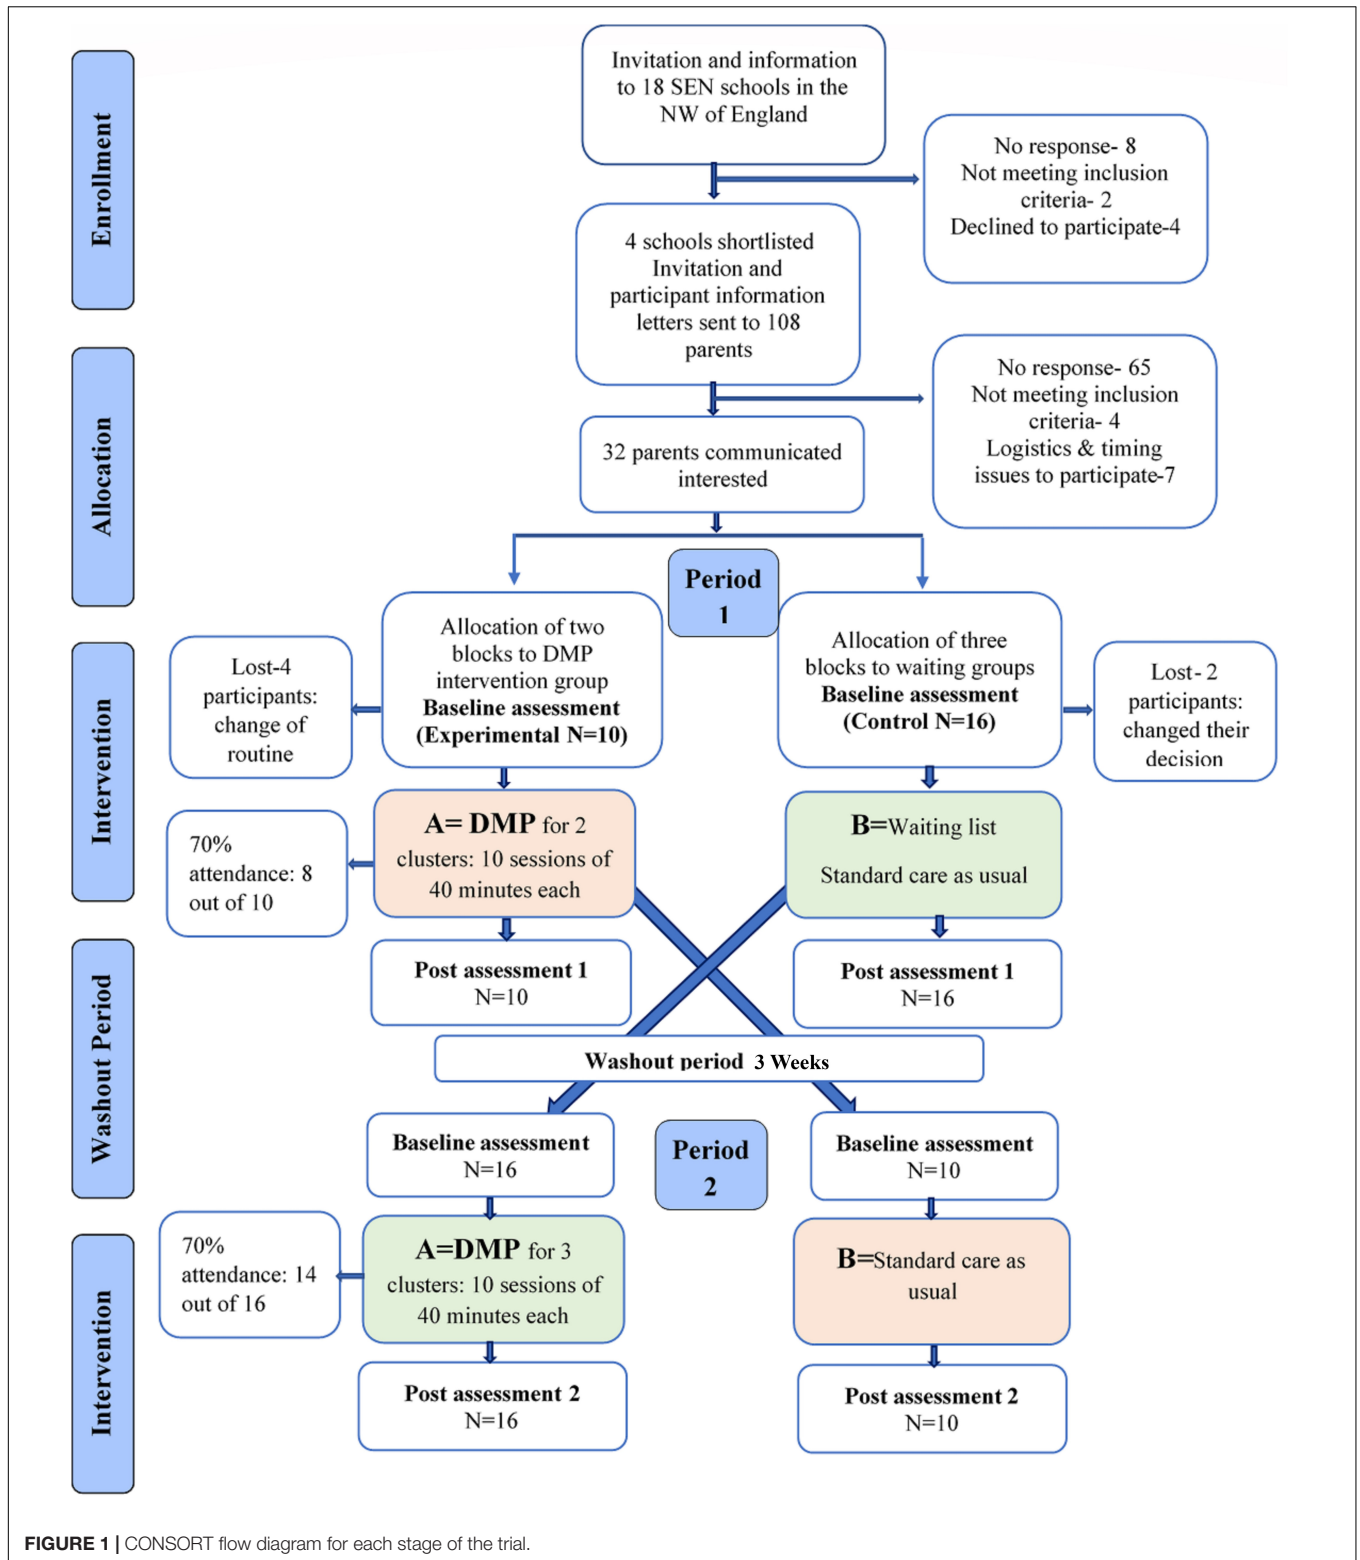 Enrollment
Invitation and information
to 18 SEN schools in the
NW of England
No response- 8
Not meeting inclusion
criteria- 2
Declined to participate-4
4 schools shortlisted
Invitation and
participant information
letters sent to 108
parents
Allocation
No response- 65
Not meeting inclusion
criteria- 4
Logistics & timing
issues to participate-7
32 parents communicated
interested
Period
1
Intervention
Lost-4
participants:
change of
routine
Allocation of two
blocks to DMP
intervention group
Baseline assessment
(Experimental N=10)
Allocation of three
blocks to waiting groups
Baseline assessment
(Control N=16)
Lost- 2
participants:
changed their
decision
70%
attendance: 8
out of 10
A= DMP for 2
clusters: 10 sessions of
40 minutes each
B=Waiting list
Standard care as usual
Washout Period
Post assessment 1
N=10
Post assessment 1
N=16
Washout period 3 Weeks
Baseline assessment
N=16
Period
2
Baseline assessment
N=10
Intervention
70%
attendance: 14
out of 16
A=DMP for 3
clusters: 10 sessions of
40 minutes each
B=Standard care as
usual
Post assessment 2
N=16
Post assessment 2
N=10
FIGURE 1 | CONSORT flow diagram for each stage of the trial.